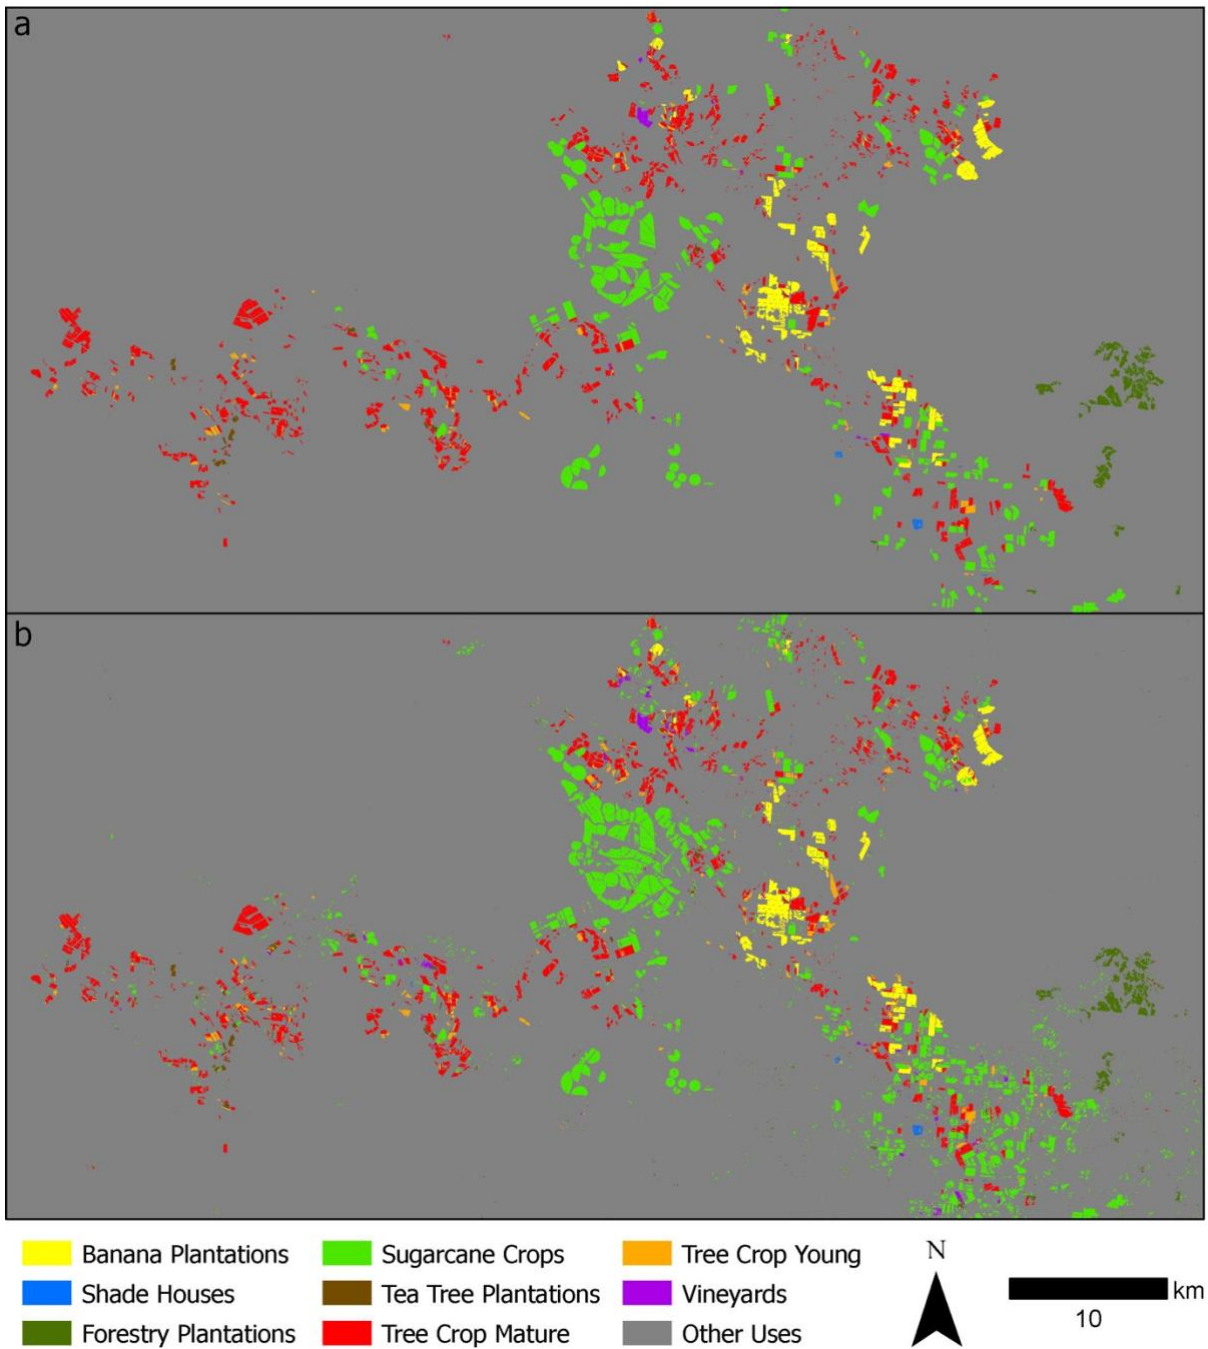 a
b
Banana Plantations
Sugarcane Crops
Tree Crop Young
N
Shade Houses
Tea Tree Plantations
Vineyards
km
Forestry Plantations
Tree Crop Mature
Other Uses
10